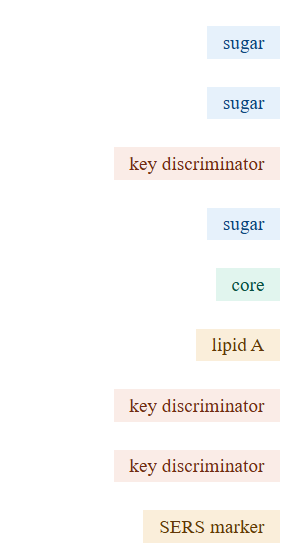 sugar
sugar
key discriminator
sugar
core
lipid A
key discriminator
key discriminator
SERS marker